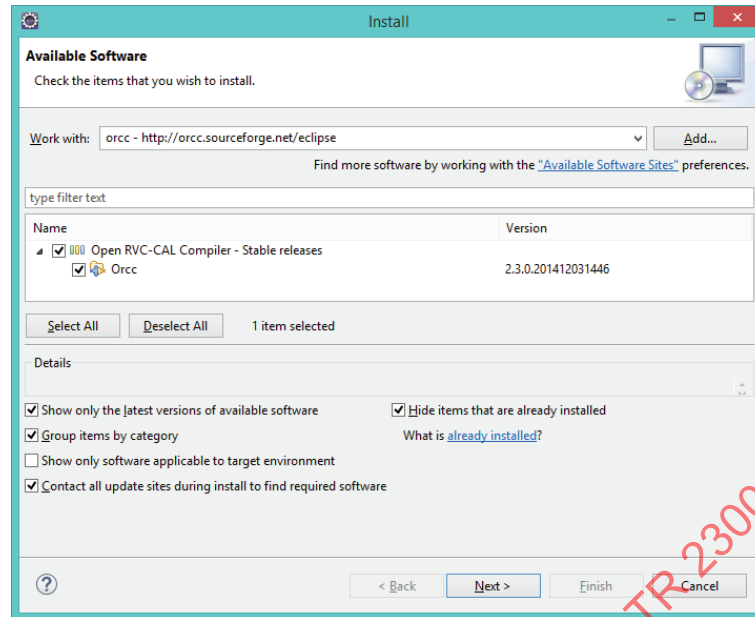 Install
Available Software
Check the items that you wish to install.
Work with: orcc - http://orcc.sourceforge.net/eclipse Add...
Find more software by working with the "Available Software Sites" preferences.
type filter text
Name Version
Open RVC-CAL Compiler - Stable releases
Orcc 2.3.0.201412031446
Select All Deselect All 1 item selected
Details
Show only the latest versions of available software Hide items that are already installed
Group items by category What is already installed?
Show only software applicable to target environment
Contact all update sites during install to find required software
? < Back Next > Finish Cancel
TR 2300